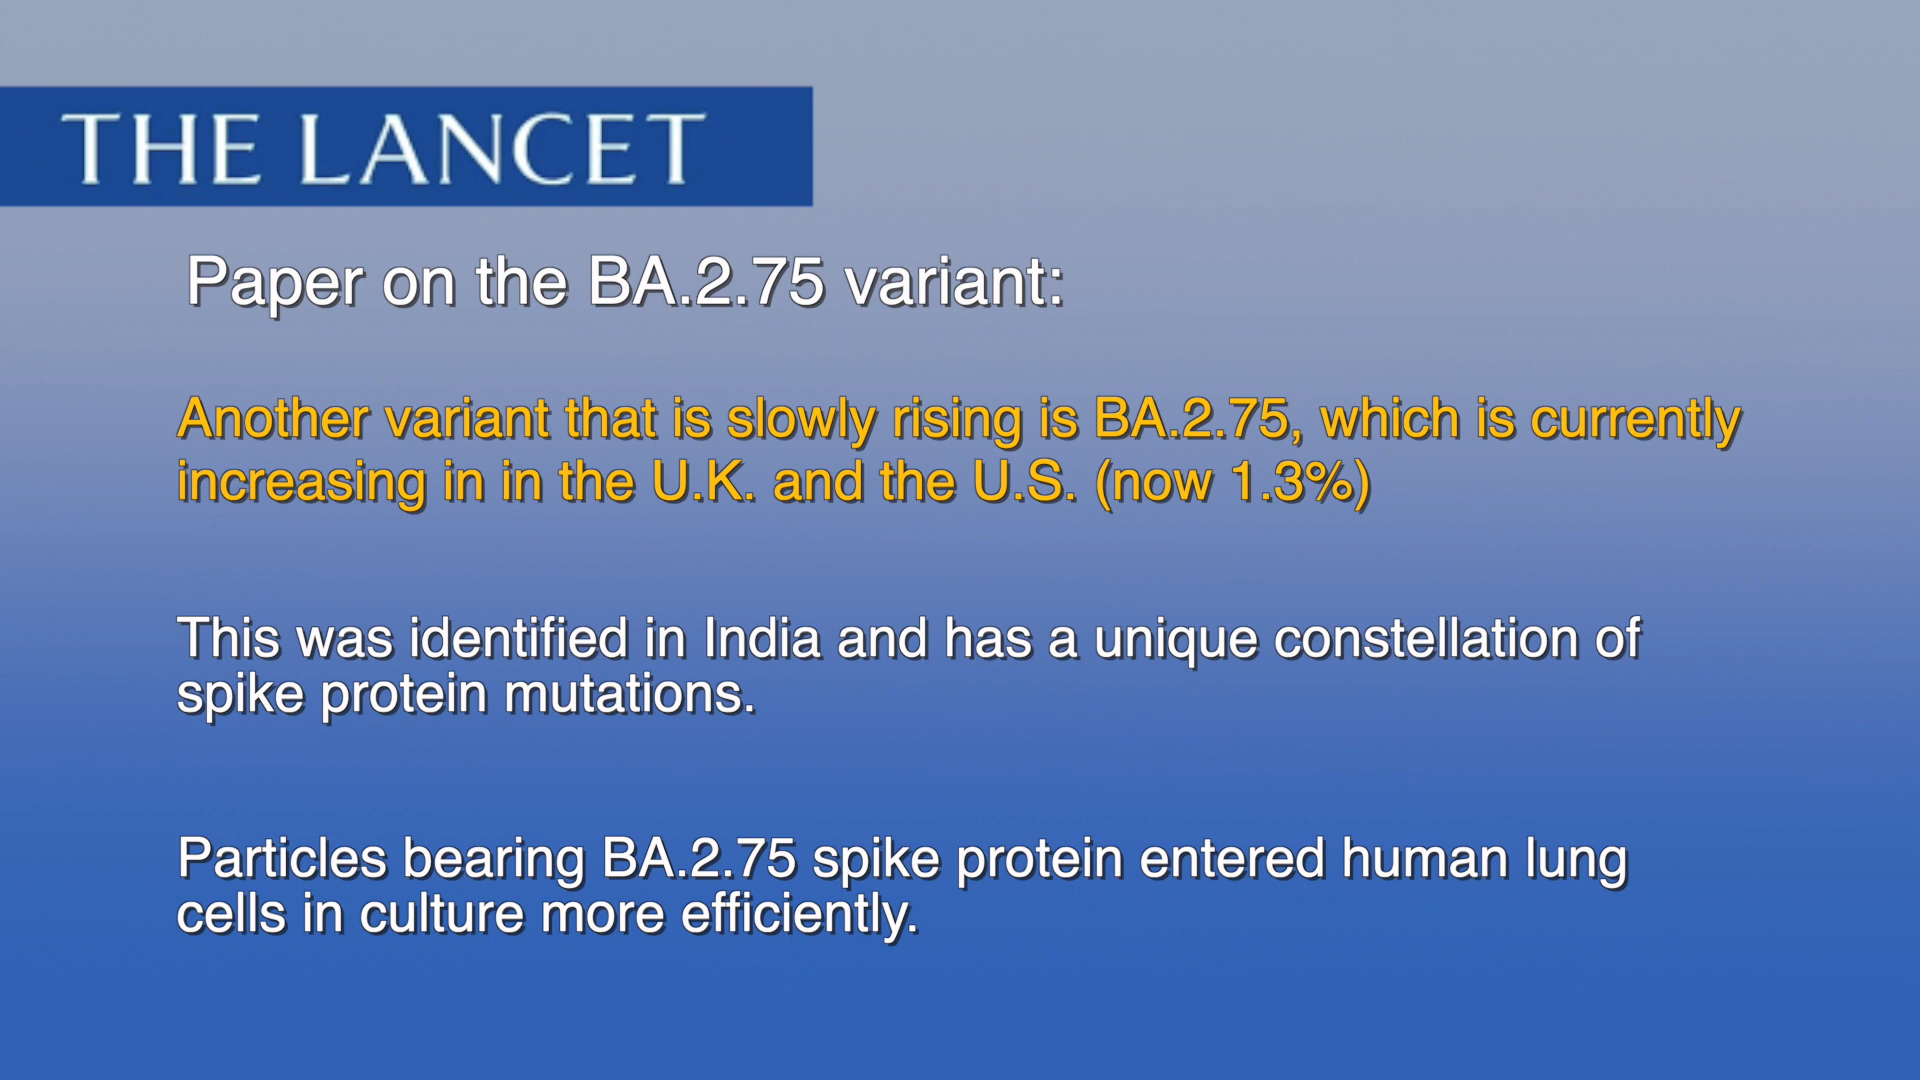 THE LANCET
Paper on the BA.2.75 variant:
Another variant that is slowly rising is BA.2.75, which is currently
increasing in in the U.K. and the U.S. (now 1.3%)
This was identified in India and has a unique constellation of
spike protein mutations.
Particles bearing BA.2.75 spike protein entered human lung
cells in culture more efficiently.